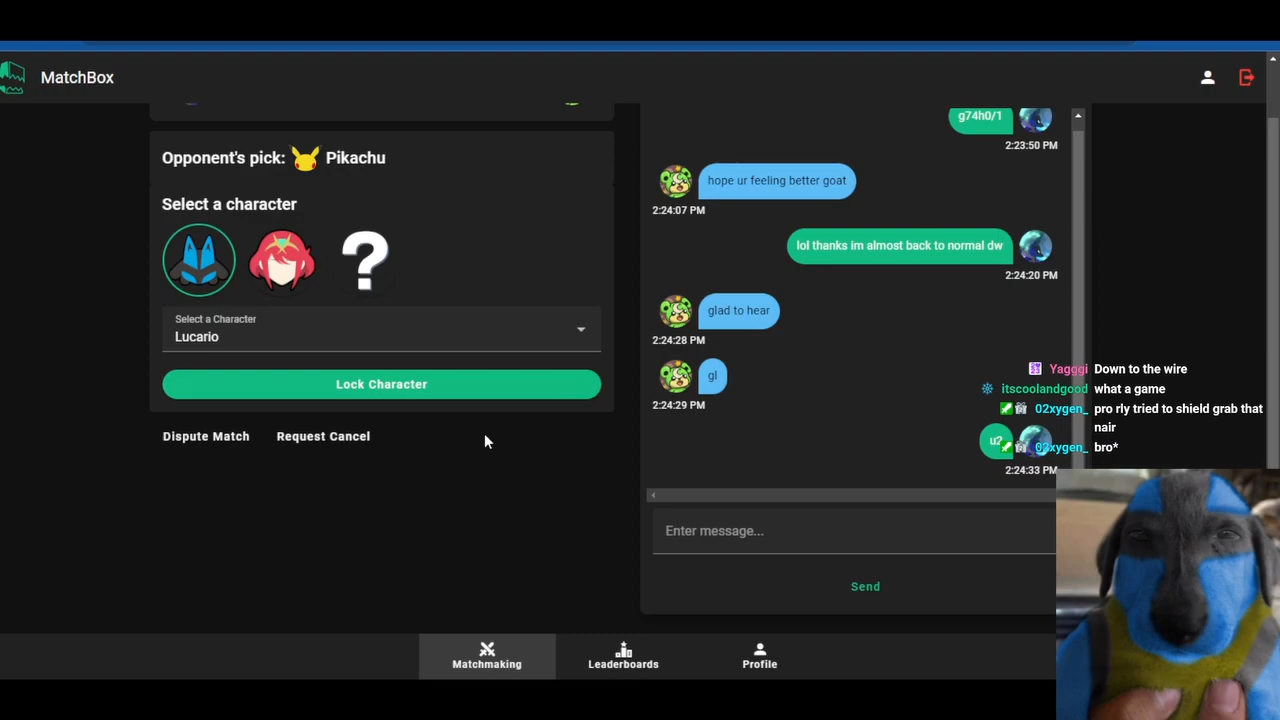 MatchBox
Opponent's pick: Pikachu
Select a character
?
Select a Character
Lucario
Lock Character
Dispute Match
Request Cancel
g74h0/1
2:23:50 PM
hope ur feeling better goat
2:24:07 PM
lol thanks im almost back to normal dw
2:24:20 PM
glad to hear
2:24:28 PM
gl
2:24:29 PM
u2
2:24:33 PM
Enter message...
Send
Yagggi Down to the wire
itscoolandgood what a game
02xygen_ pro rly tried to shield grab that
nair
02xygen_ bro*
Matchmaking
Leaderboards
Profile